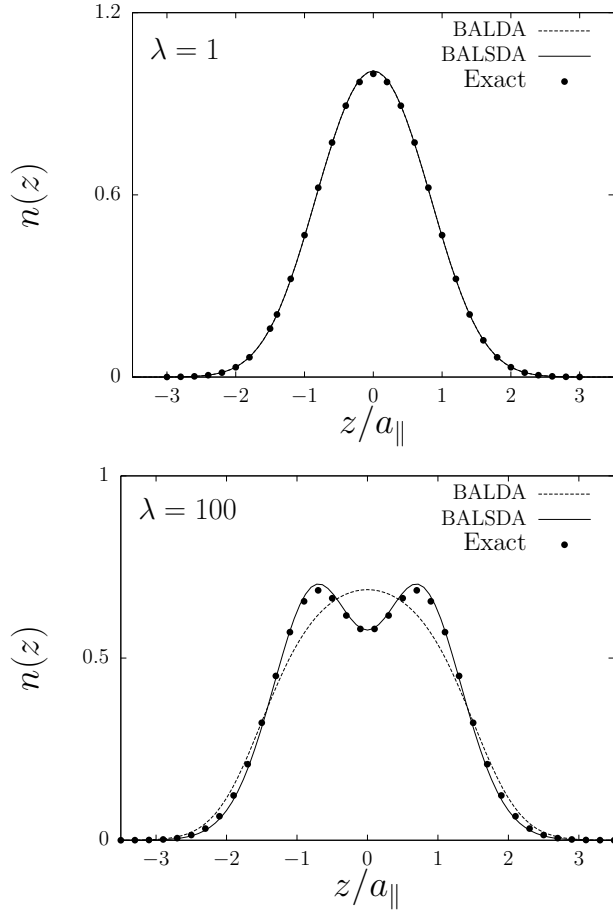 λ = 1
BALDA
BALSDA
Exact
n(z)
1.2
0.6
0
−3 −2 −1 0 1 2 3
z/a∥
λ = 100
BALDA
BALSDA
Exact
n(z)
1
0.5
0
−3 −2 −1 0 1 2 3
z/a∥